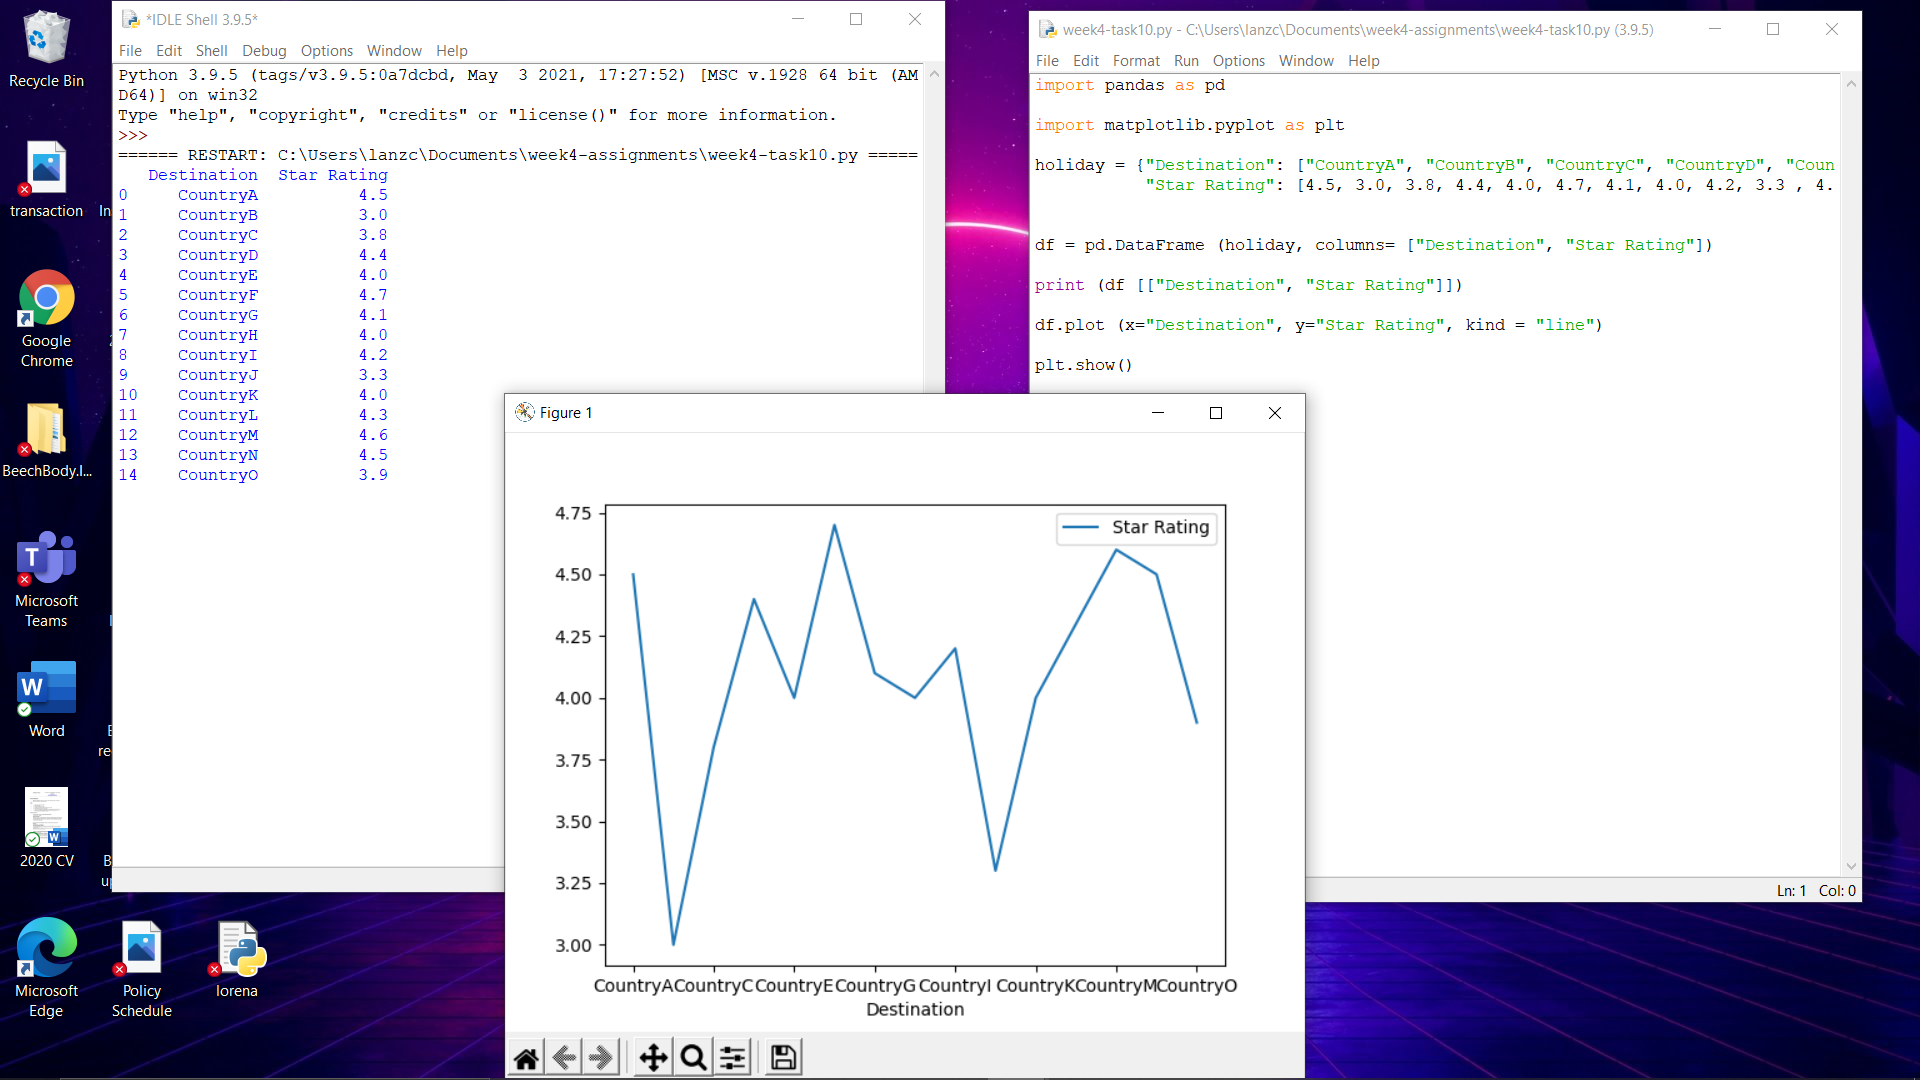 Recycle Bin
transaction
In
Google
Chrome
BeechBody.I...
Microsoft
Teams
Word
2020 CV
Microsoft
Edge
Policy
Schedule
lorena
*IDLE Shell 3.9.5*
File Edit Shell Debug Options Window Help
Python 3.9.5 (tags/v3.9.5:0a7dcbd, May  3 2021, 17:27:52) [MSC v.1928 64 bit (AM
D64)] on win32
Type "help", "copyright", "credits" or "license()" for more information.
>>>
====== RESTART: C:\Users\lanzc\Documents\week4-assignments\week4-task10.py =====
Destination  Star Rating
0 CountryA 4.5
1 CountryB 3.0
2 CountryC 3.8
3 CountryD 4.4
4 CountryE 4.0
5 CountryF 4.7
6 CountryG 4.1
7 CountryH 4.0
8 CountryI 4.2
9 CountryJ 3.3
10 CountryK 4.0
11 CountryL 4.3
12 CountryM 4.6
13 CountryN 4.5
14 CountryO 3.9
week4-task10.py - C:\Users\lanzc\Documents\week4-assignments\week4-task10.py (3.9.5)
File Edit Format Run Options Window Help
import pandas as pd
import matplotlib.pyplot as plt
holiday = {"Destination": ["CountryA", "CountryB", "CountryC", "CountryD", "Coun
"Star Rating": [4.5, 3.0, 3.8, 4.4, 4.0, 4.7, 4.1, 4.0, 4.2, 3.3 , 4.
df = pd.DataFrame (holiday, columns= ["Destination", "Star Rating"])
print (df [["Destination", "Star Rating"]])
df.plot (x="Destination", y="Star Rating", kind = "line")
plt.show()
Ln: 1 Col: 0
Figure 1
Star Rating
4.75
4.50
4.25
4.00
3.75
3.50
3.25
3.00
CountryA CountryC CountryE CountryG CountryI CountryK CountryM CountryO
Destination